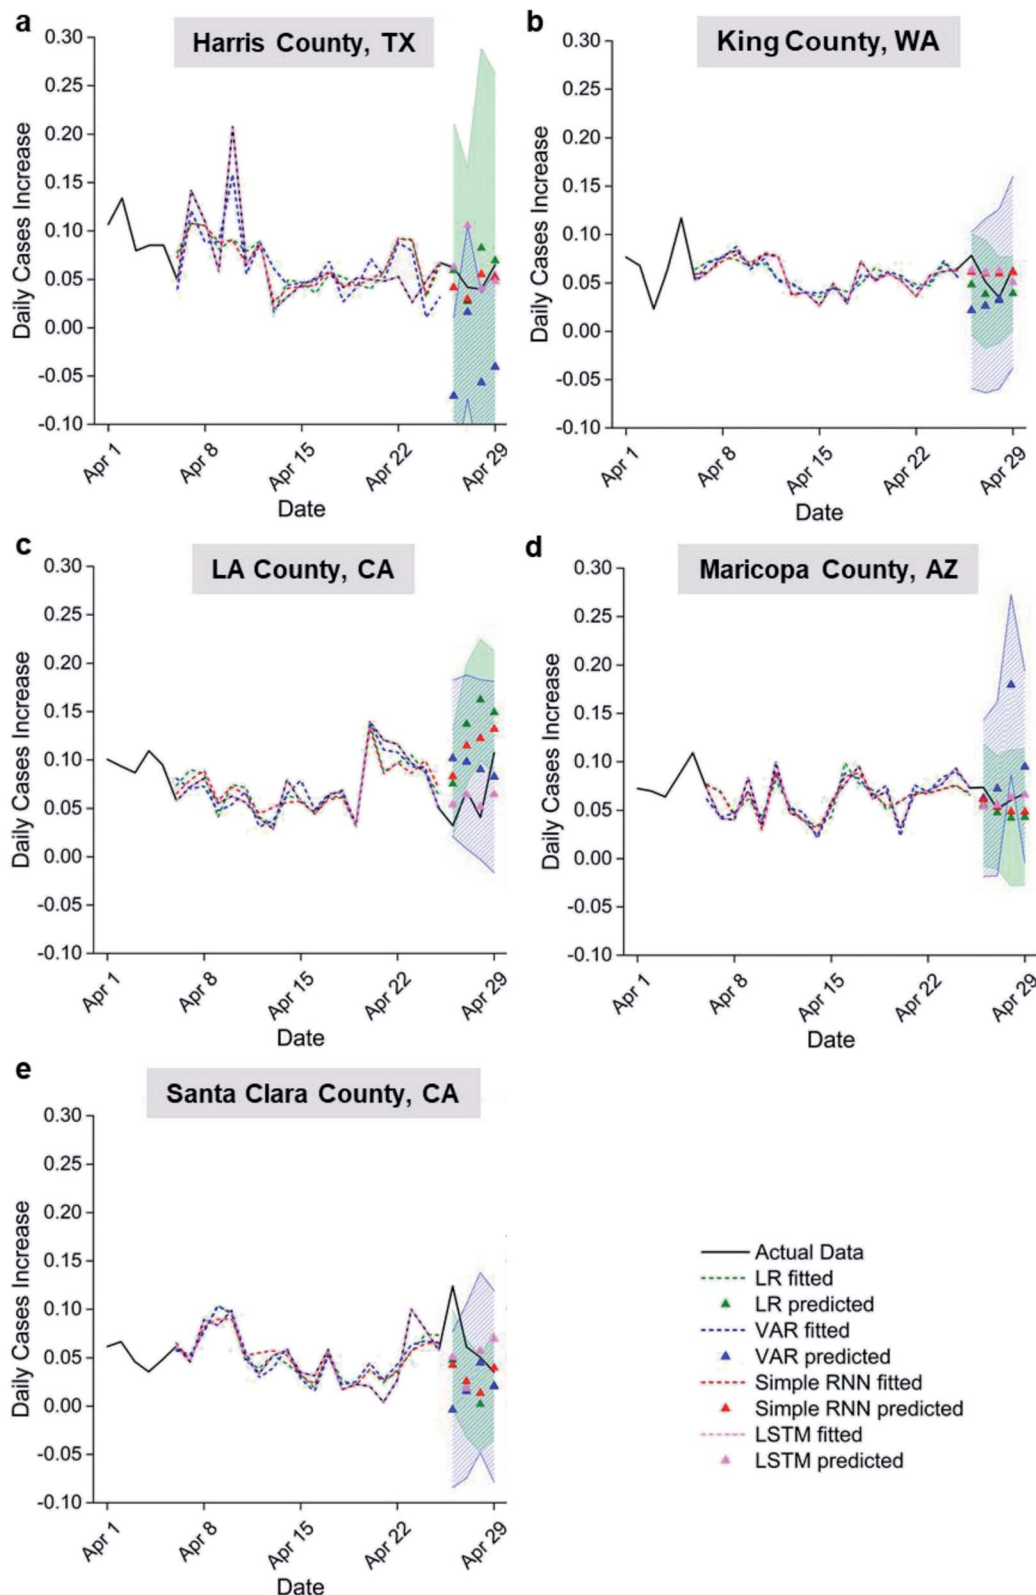 a
Harris County, TX
0.30
0.25
0.20
0.15
0.10
0.05
0.00
-0.05
-0.10
Daily Cases Increase
Apr 1
Apr 8
Apr 15
Apr 22
Apr 29
Date
b
King County, WA
0.30
0.25
0.20
0.15
0.10
0.05
0.00
-0.05
-0.10
Daily Cases Increase
Apr 1
Apr 8
Apr 15
Apr 22
Apr 29
Date
c
LA County, CA
0.30
0.25
0.20
0.15
0.10
0.05
0.00
-0.05
-0.10
Daily Cases Increase
Apr 1
Apr 8
Apr 15
Apr 22
Apr 29
Date
d
Maricopa County, AZ
0.30
0.25
0.20
0.15
0.10
0.05
0.00
-0.05
-0.10
Daily Cases Increase
Apr 1
Apr 8
Apr 15
Apr 22
Apr 29
Date
e
Santa Clara County, CA
0.30
0.25
0.20
0.15
0.10
0.05
0.00
-0.05
-0.10
Daily Cases Increase
Apr 1
Apr 8
Apr 15
Apr 22
Apr 29
Date
Actual Data
LR fitted
LR predicted
VAR fitted
VAR predicted
Simple RNN fitted
Simple RNN predicted
LSTM fitted
LSTM predicted